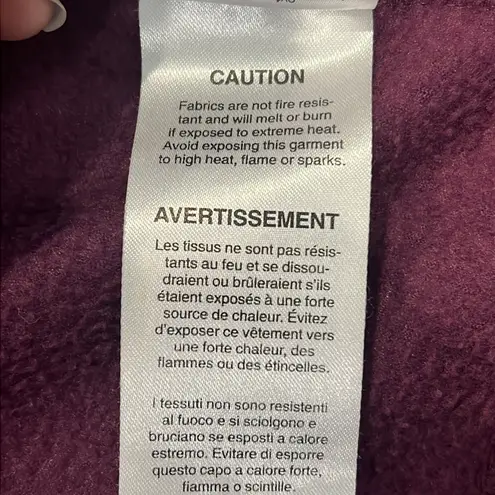 CAUTION
Fabrics are not fire resis-
tant and will melt or burn
if exposed to extreme heat.
Avoid exposing this garment
to high heat, flame or sparks.
AVERTISSEMENT
Les tissus ne sont pas résis-
tants au feu et se dissou-
draient ou brûleraient s'ils
étaient exposés à une forte
source de chaleur. Évitez
d'exposer ce vêtement vers
une forte chaleur, des
flammes ou des étincelles.
I tessuti non sono resistenti
al fuoco e si sciolgono e
bruciano se esposti a calore
estremo. Evitare di esporre
questo capo a calore forte,
fiamma o scintille.